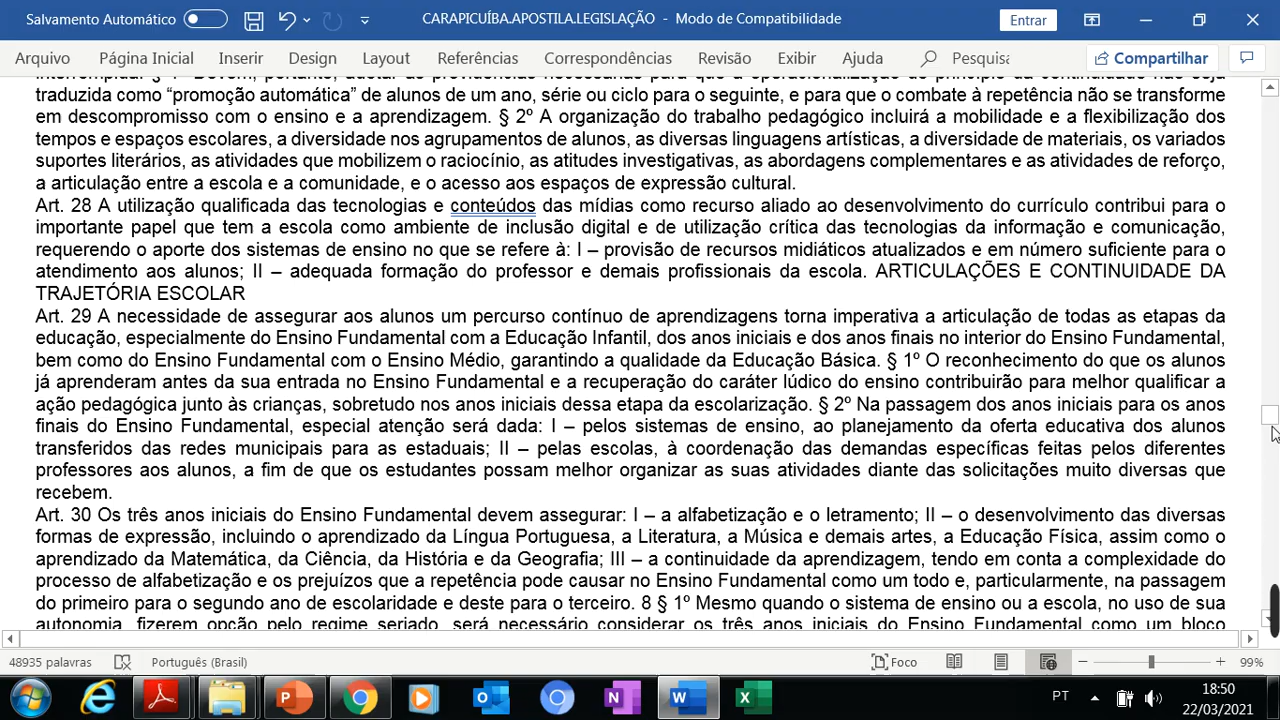 Salvamento Automático CARAPICUÍBA.APOSTILA.LEGISLAÇÃO - Modo de Compatibilidade Entrar
Arquivo Página Inicial Inserir Design Layout Referências Correspondências Revisão Exibir Ajuda Pesquisa Compartilhar
traduzida como “promoção automática” de alunos de um ano, série ou ciclo para o seguinte, e para que o combate à repetência não se transforme
em descompromisso com o ensino e a aprendizagem. § 2º A organização do trabalho pedagógico incluirá a mobilidade e a flexibilização dos
tempos e espaços escolares, a diversidade nos agrupamentos de alunos, as diversas linguagens artísticas, a diversidade de materiais, os variados
suportes literários, as atividades que mobilizem o raciocínio, as atitudes investigativas, as abordagens complementares e as atividades de reforço,
a articulação entre a escola e a comunidade, e o acesso aos espaços de expressão cultural.
Art. 28 A utilização qualificada das tecnologias e conteúdos das mídias como recurso aliado ao desenvolvimento do currículo contribui para o
importante papel que tem a escola como ambiente de inclusão digital e de utilização crítica das tecnologias da informação e comunicação,
requerendo o aporte dos sistemas de ensino no que se refere à: I – provisão de recursos midiáticos atualizados e em número suficiente para o
atendimento aos alunos; II – adequada formação do professor e demais profissionais da escola. ARTICULAÇÕES E CONTINUIDADE DA
TRAJETÓRIA ESCOLAR
Art. 29 A necessidade de assegurar aos alunos um percurso contínuo de aprendizagens torna imperativa a articulação de todas as etapas da
educação, especialmente do Ensino Fundamental com a Educação Infantil, dos anos iniciais e dos anos finais no interior do Ensino Fundamental,
bem como do Ensino Fundamental com o Ensino Médio, garantindo a qualidade da Educação Básica. § 1º O reconhecimento do que os alunos
já aprenderam antes da sua entrada no Ensino Fundamental e a recuperação do caráter lúdico do ensino contribuirão para melhor qualificar a
ação pedagógica junto às crianças, sobretudo nos anos iniciais dessa etapa da escolarização. § 2º Na passagem dos anos iniciais para os anos
finais do Ensino Fundamental, especial atenção será dada: I – pelos sistemas de ensino, ao planejamento da oferta educativa dos alunos
transferidos das redes municipais para as estaduais; II – pelas escolas, à coordenação das demandas específicas feitas pelos diferentes
professores aos alunos, a fim de que os estudantes possam melhor organizar as suas atividades diante das solicitações muito diversas que
recebem.
Art. 30 Os três anos iniciais do Ensino Fundamental devem assegurar: I – a alfabetização e o letramento; II – o desenvolvimento das diversas
formas de expressão, incluindo o aprendizado da Língua Portuguesa, a Literatura, a Música e demais artes, a Educação Física, assim como o
aprendizado da Matemática, da Ciência, da História e da Geografia; III – a continuidade da aprendizagem, tendo em conta a complexidade do
processo de alfabetização e os prejuízos que a repetência pode causar no Ensino Fundamental como um todo e, particularmente, na passagem
do primeiro para o segundo ano de escolaridade e deste para o terceiro. 8 § 1º Mesmo quando o sistema de ensino ou a escola, no uso de sua
autonomia, fizerem opção pelo regime seriado, será necessário considerar os três anos iniciais do Ensino Fundamental como um bloco
48935 palavras Português (Brasil) Foco 99%
PT 18:50
22/03/2021